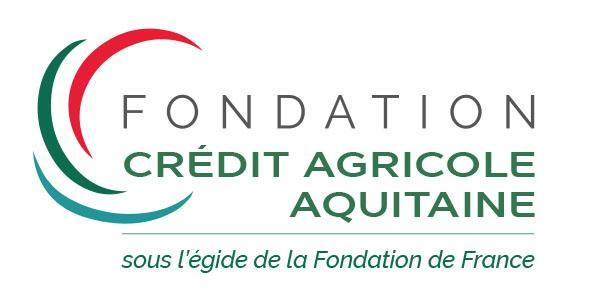 FONDATION
CRÉDIT AGRICOLE
AQUITAINE
sous l'égide de la Fondation de France